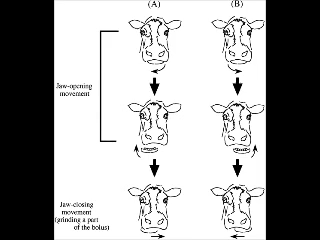 (A)
(B)
Jaw-opening
movement
Jaw-closing
movement
(grinding a part
of the bolus)